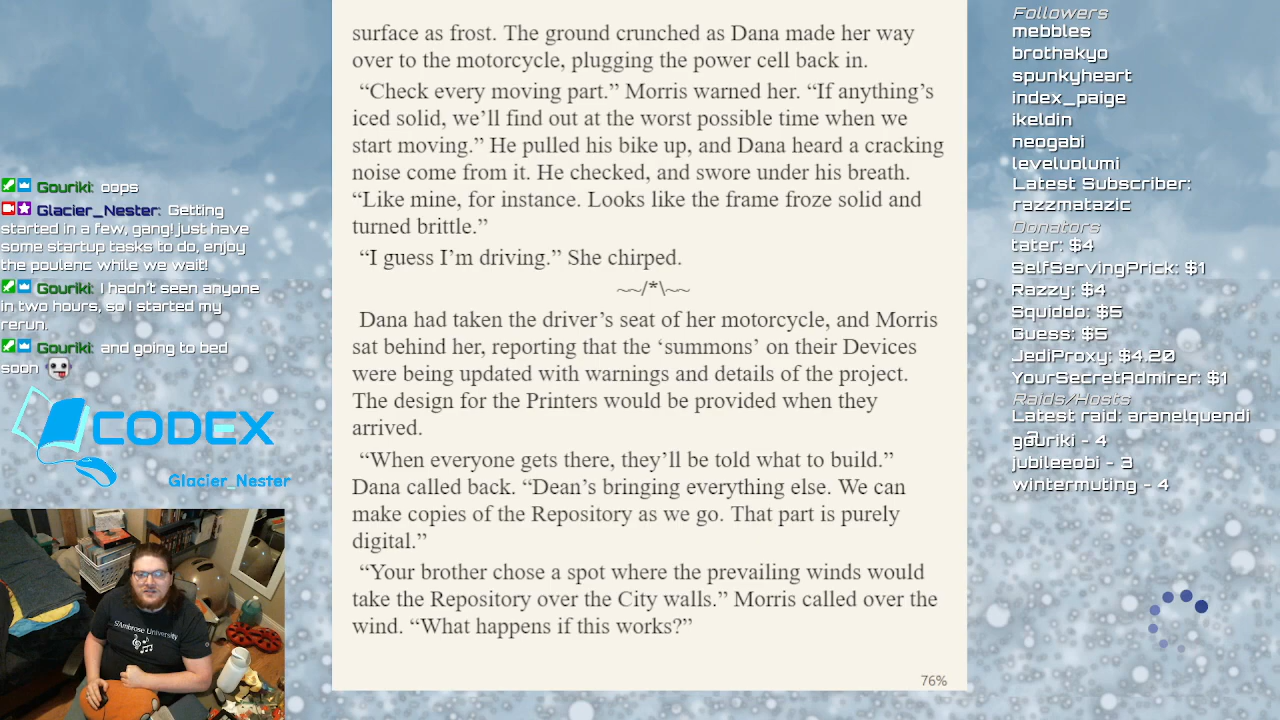 Gouriki: oops
Glacier_Nester: Getting
started in a few, gang! just have
some startup tasks to do, enjoy
the poulenc while we wait!
Gouriki: I hadn't seen anyone
in two hours, so I started my
rerun.
Gouriki: and going to bed
soon
CODEX
Glacier_Nester
St. Ambrose University
surface as frost. The ground crunched as Dana made her way
over to the motorcycle, plugging the power cell back in.
“Check every moving part.” Morris warned her. “If anything’s
iced solid, we’ll find out at the worst possible time when we
start moving.” He pulled his bike up, and Dana heard a cracking
noise come from it. He checked, and swore under his breath.
“Like mine, for instance. Looks like the frame froze solid and
turned brittle.”
“I guess I’m driving.” She chirped.
~~/*\~~
Dana had taken the driver’s seat of her motorcycle, and Morris
sat behind her, reporting that the ‘summons’ on their Devices
were being updated with warnings and details of the project.
The design for the Printers would be provided when they
arrived.
“When everyone gets there, they’ll be told what to build.”
Dana called back. “Dean’s bringing everything else. We can
make copies of the Repository as we go. That part is purely
digital.”
“Your brother chose a spot where the prevailing winds would
take the Repository over the City walls.” Morris called over the
wind. “What happens if this works?”
76%
Followers
mebbles
brothakyo
spunkyheart
index_paige
ikeldin
neogabi
leveluplumi
Latest Subscriber:
razzmatazic
Donators
tater: $4
SelfServingPrick: $1
Razzy: $4
Squiddo: $5
Guess: $5
JediProxy: $4.20
YourSecretAdmirer: $1
Raids/Hosts
Latest raid: aranelquendi
gouriki - 4
jubileeobi - 3
wintermuting - 4